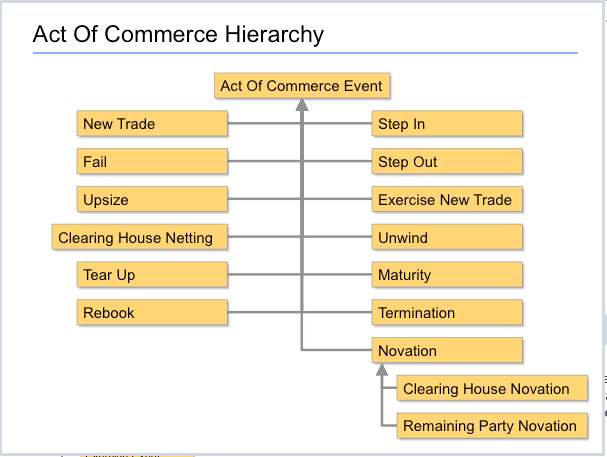 Act Of Commerce Hierarchy
Act Of Commerce Event
New Trade
Step In
Fail
Step Out
Upsize
Exercise New Trade
Clearing House Netting
Unwind
Tear Up
Maturity
Rebook
Termination
Novation
Clearing House Novation
Remaining Party Novation